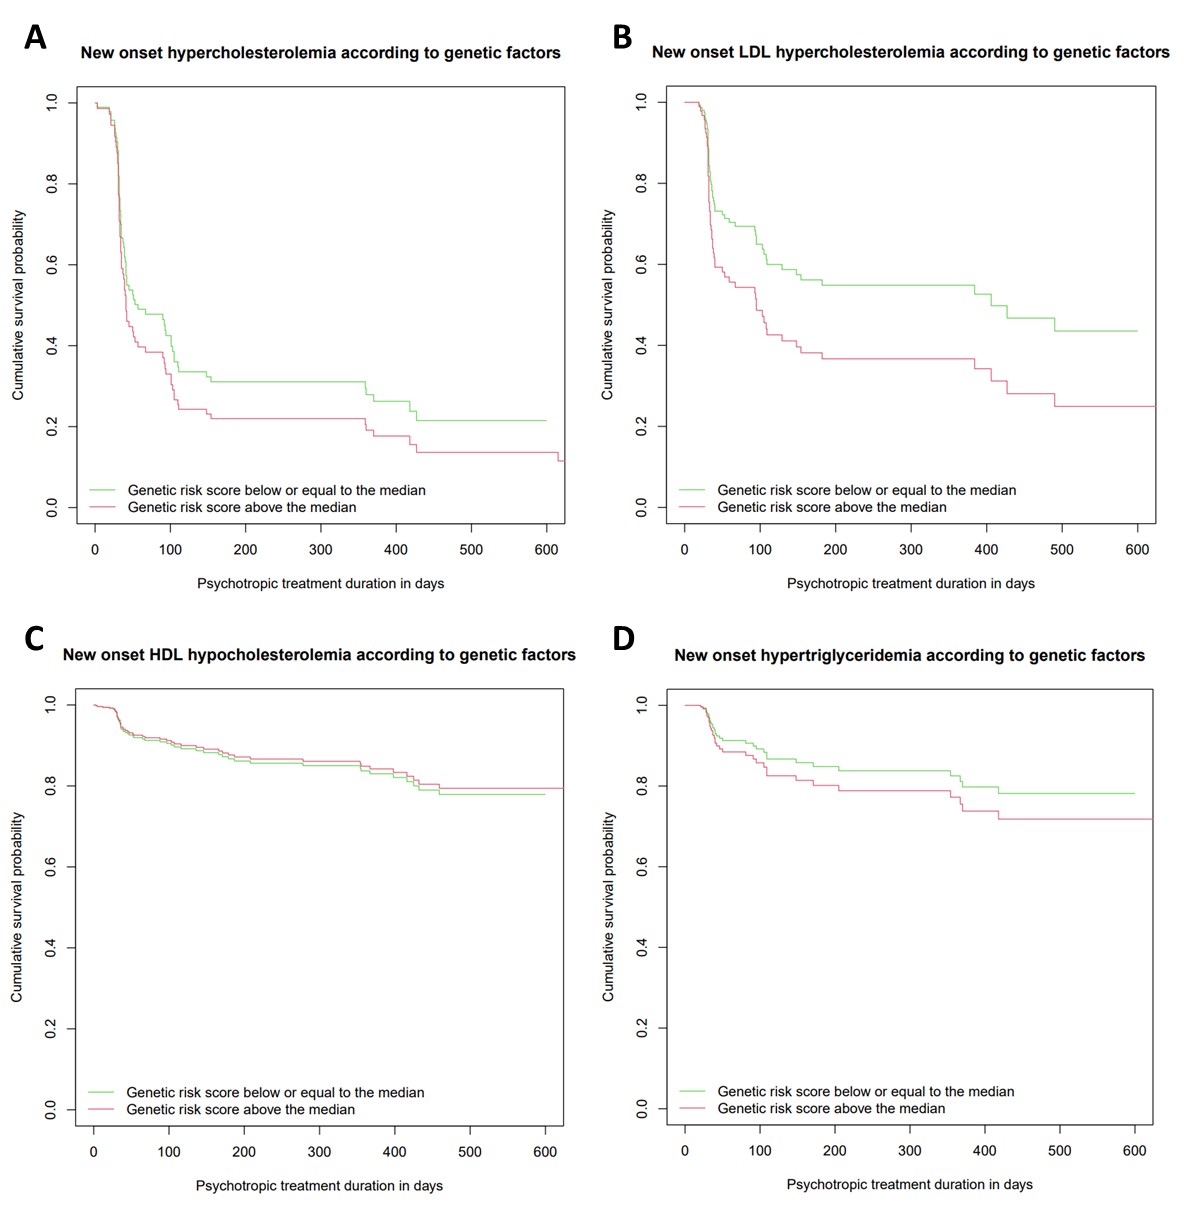 A
New onset hypercholesterolemia according to genetic factors
Cumulative survival probability
1.0
0.8
0.6
0.4
0.2
0.0
Genetic risk score below or equal to the median
Genetic risk score above the median
0 100 200 300 400 500 600
Psychotropic treatment duration in days
B
New onset LDL hypercholesterolemia according to genetic factors
Cumulative survival probability
1.0
0.8
0.6
0.4
0.2
0.0
Genetic risk score below or equal to the median
Genetic risk score above the median
0 100 200 300 400 500 600
Psychotropic treatment duration in days
C
New onset HDL hypocholesterolemia according to genetic factors
Cumulative survival probability
1.0
0.8
0.6
0.4
0.2
0.0
Genetic risk score below or equal to the median
Genetic risk score above the median
0 100 200 300 400 500 600
Psychotropic treatment duration in days
D
New onset hypertriglyceridemia according to genetic factors
Cumulative survival probability
1.0
0.8
0.6
0.4
0.2
0.0
Genetic risk score below or equal to the median
Genetic risk score above the median
0 100 200 300 400 500 600
Psychotropic treatment duration in days